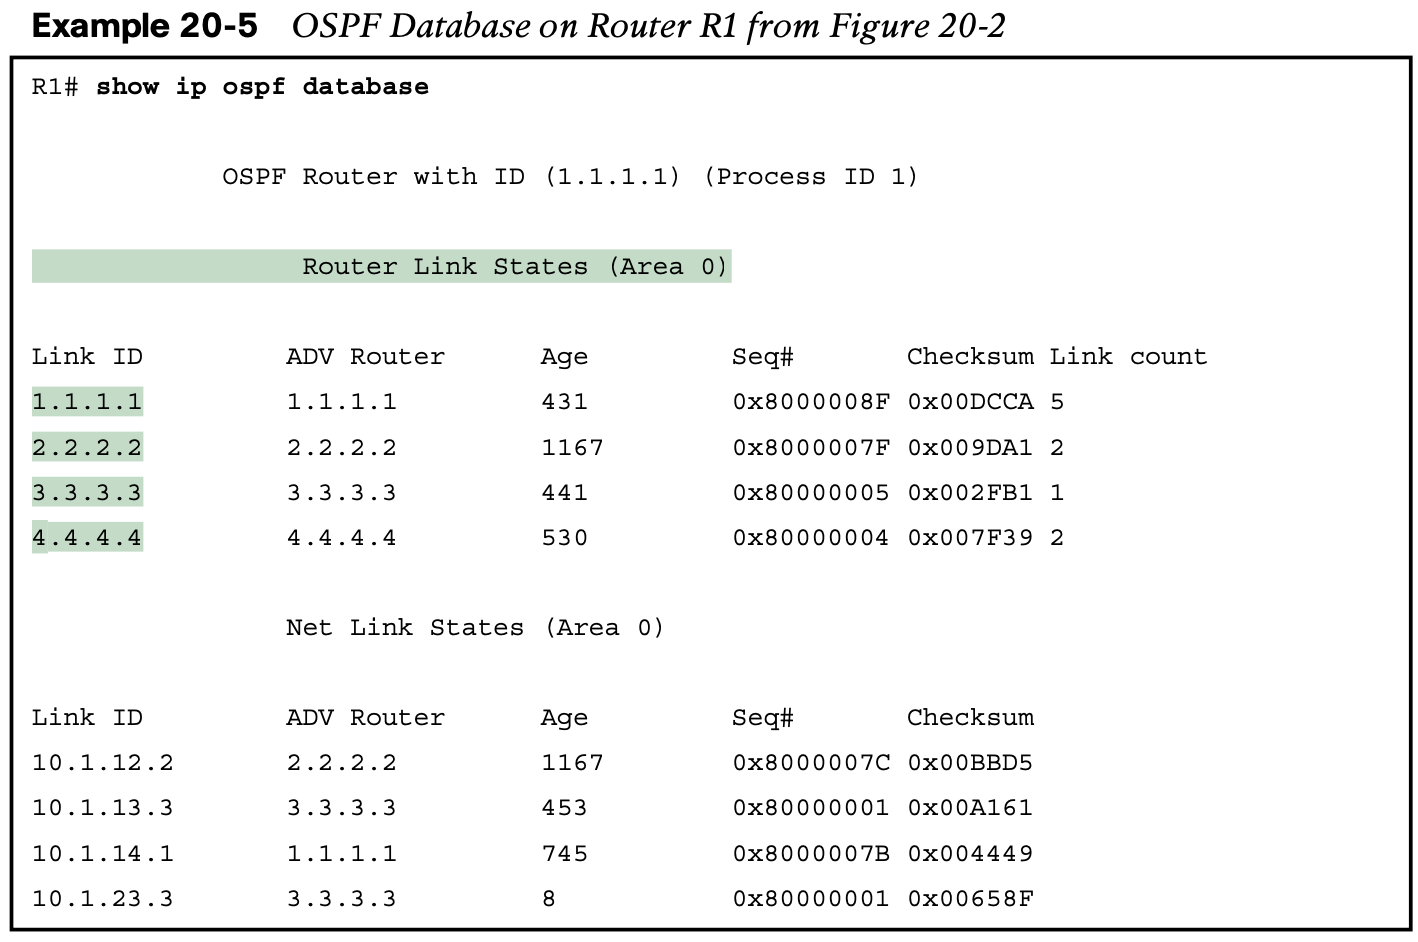 Example 20-5 OSPF Database on Router R1 from Figure 20-2
R1# show ip ospf database
OSPF Router with ID (1.1.1.1) (Process ID 1)
Router Link States (Area 0)
Link ID ADV Router Age Seq# Checksum Link count
1.1.1.1 1.1.1.1 431 0x8000008F 0x00DCCA 5
2.2.2.2 2.2.2.2 1167 0x8000007F 0x009DA1 2
3.3.3.3 3.3.3.3 441 0x80000005 0x002FB1 1
4.4.4.4 4.4.4.4 530 0x80000004 0x007F39 2
Net Link States (Area 0)
Link ID ADV Router Age Seq# Checksum
10.1.12.2 2.2.2.2 1167 0x8000007C 0x00BBD5
10.1.13.3 3.3.3.3 453 0x80000001 0x00A161
10.1.14.1 1.1.1.1 745 0x8000007B 0x004449
10.1.23.3 3.3.3.3 8 0x80000001 0x00658F